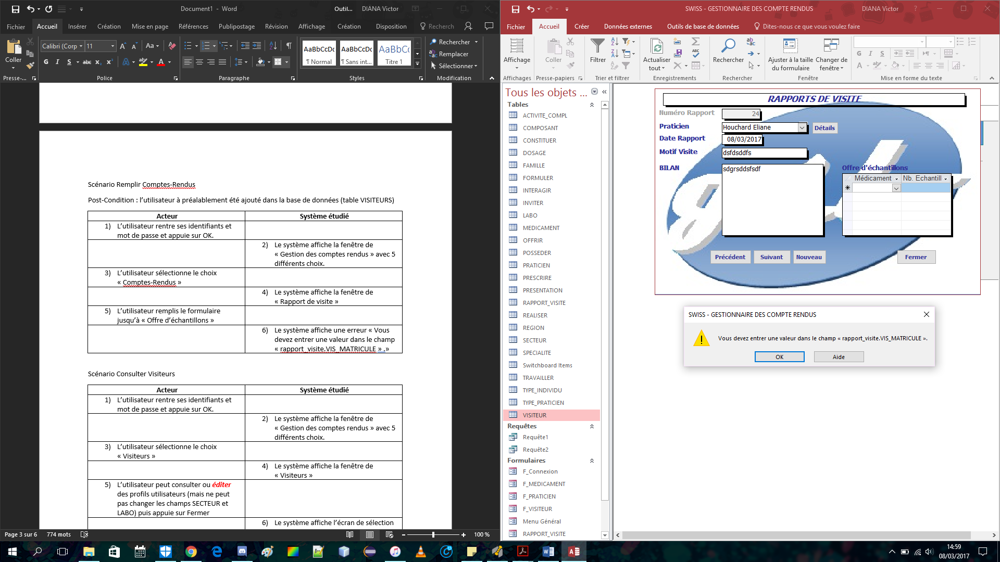 Document1 - Word
Outil...
DIANA Victor
Fichier
Accueil
Insérer
Création
Mise en page
Références
Publipostage
Révision
Affichage
Création
Disposition
Recherch
Coller
Calibri (Corp
11
Presse-...
Police
Paragraphe
AaBbCcDc
¶ Normal
AaBbCcDc
¶ Sans int...
AaBbCc
Titre 1
Styles
Rechercher
Remplacer
Sélectionner
Modification
Scénario Remplir Comptes-Rendus
Post-Condition : l'utilisateur à préalablement été ajouté dans la base de données (table VISITEURS)
Acteur
Système étudié
1) L'utilisateur rentre ses identifiants et
mot de passe et appuie sur OK.
2) Le système affiche la fenêtre de
« Gestion des comptes rendus » avec 5
différents choix.
3) L'utilisateur sélectionne le choix
« Comptes-Rendus »
4) Le système affiche la fenêtre de
« Rapport de visite »
5) L'utilisateur remplis le formulaire
jusqu'à « Offre d'échantillons »
6) Le système affiche une erreur « Vous
devez entrer une valeur dans le champ
« rapport_visite.VIS_MATRICULE » .»
Scénario Consulter Visiteurs
Acteur
Système étudié
1) L'utilisateur rentre ses identifiants et
mot de passe et appuie sur OK.
2) Le système affiche la fenêtre de
« Gestion des comptes rendus » avec 5
différents choix.
3) L'utilisateur sélectionne le choix
« Visiteurs »
4) Le système affiche la fenêtre de
« Visiteurs »
5) L'utilisateur peut consulter ou éditer
des profils utilisateurs (mais ne peut
pas changer les champs SECTEUR et
LABO) puis appuie sur Fermer
6) Le système affiche l'écran de sélection
Page 3 sur 6
774 mots
100 %
SWISS - GESTIONNAIRE DES COMPTE RENDUS
DIANA Victor
Fichier
Accueil
Créer
Données externes
Outils de base de données
Dites-nous ce que vous voulez faire
Affichage
Affichages
Coller
Presse-papiers
Filtrer
Trier et filtrer
Actualiser
tout
Enregistrements
Rechercher
Rechercher
Ajuster à la taille
du formulaire
Changer de
fenêtre
Fenêtre
Mise en forme du texte
Tous les objets ...
Tables
ACTIVITE_COMPL
COMPOSANT
CONSTITUER
DOSAGE
FAMILLE
FORMULER
INTERAGIR
INVITER
LABO
MEDICAMENT
OFFRIR
POSSEDER
PRATICIEN
PRESCRIRE
PRESENTATION
RAPPORT_VISITE
REALISER
REGION
SECTEUR
SPECIALITE
Switchboard Items
TRAVAILLER
TYPE_INDIVIDU
TYPE_PRATICIEN
VISITEUR
Requêtes
Requête1
Requête2
Formulaires
F_Connexion
F_MEDICAMENT
F_PRATICIEN
F_VISITEUR
Menu Général
RAPPORT_VISITE
RAPPORTS DE VISITE
Numéro Rapport
24
Praticien
Houchard Eliane
Détails
Date Rapport
08/03/2017
Motif Visite
dsfdsddfs
BILAN
sdgrsddsfsdf
Offre d'échantillons
Médicament
Nb. Echantill
Précédent
Suivant
Nouveau
Fermer
SWISS - GESTIONNAIRE DES COMPTE RENDUS
Vous devez entrer une valeur dans le champ « rapport_visite.VIS_MATRICULE ».
OK
Aide
14:59
08/03/2017